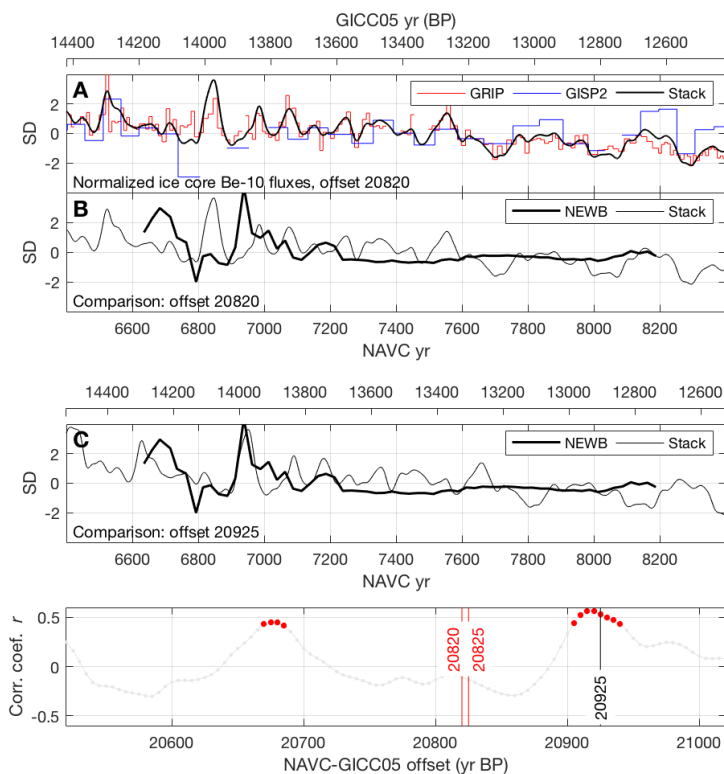 GICC05 yr (BP)
14400 14200 14000 13800 13600 13400 13200 13000 12800 12600
A
GRIP GISP2 Stack
2
0
-2
SD
Normalized ice core Be-10 fluxes, offset 20820
B
NEWB Stack
2
0
-2
SD
Comparison: offset 20820
6600 6800 7000 7200 7400 7600 7800 8000 8200
NAVC yr
14400 14200 14000 13800 13600 13400 13200 13000 12800 12600
C
NEWB Stack
2
0
-2
SD
Comparison: offset 20925
6600 6800 7000 7200 7400 7600 7800 8000 8200
NAVC yr
0.5
0
-0.5
Corr. coef. r
20820
20825
20925
20600 20700 20800 20900 21000
NAVC-GICC05 offset (yr BP)